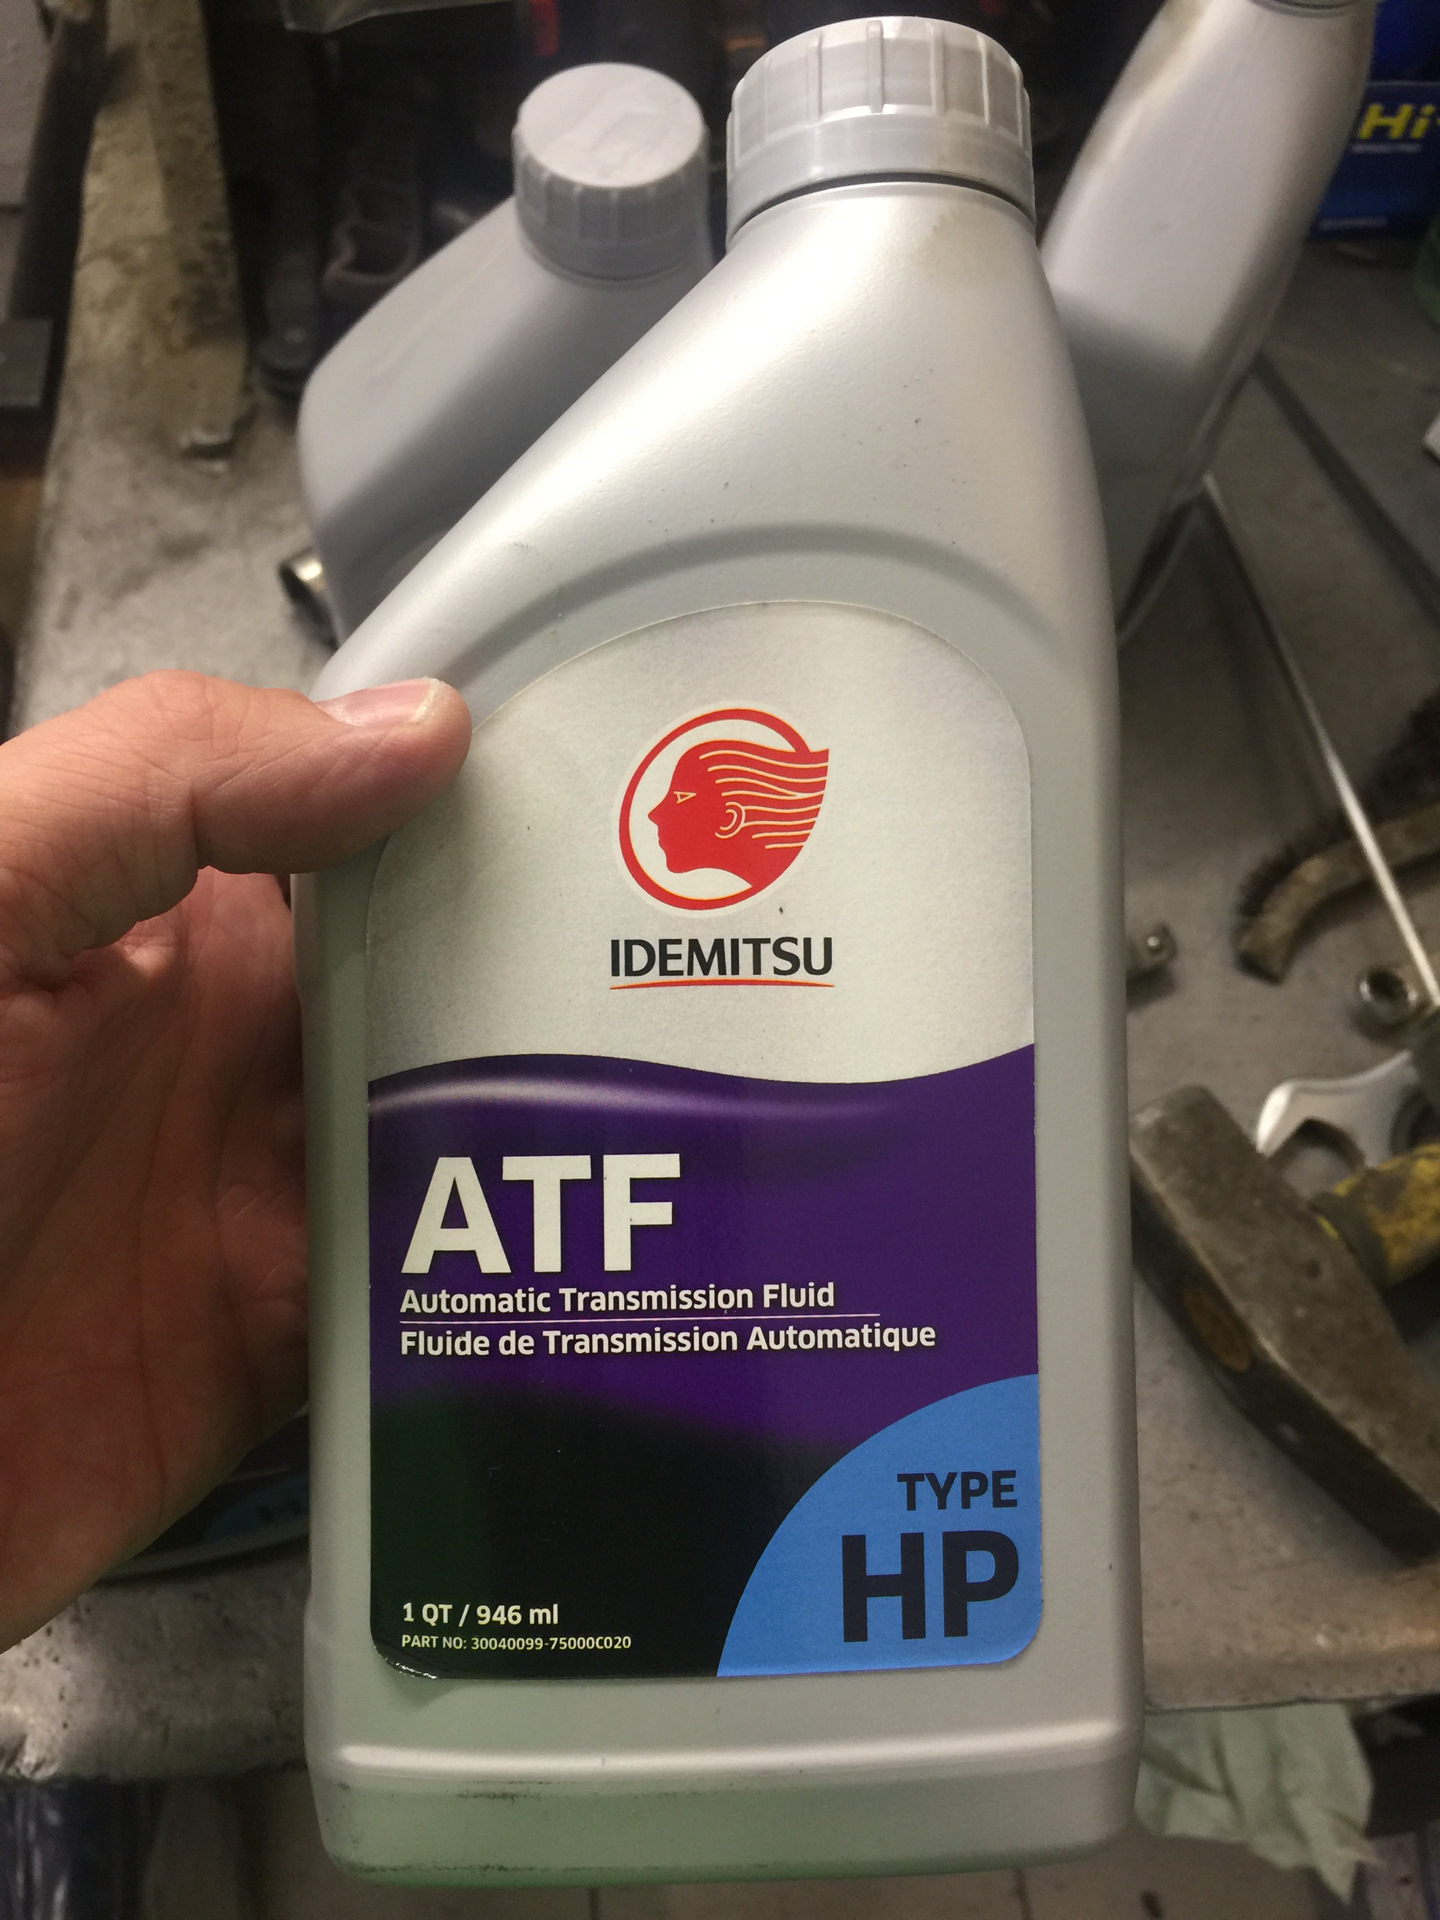 Hi
IDEMITSU
ATF
Automatic Transmission Fluid
Fluide de Transmission Automatique
TYPE
HP
1 QT / 946 ml
PART NO: 30040099-75000C020